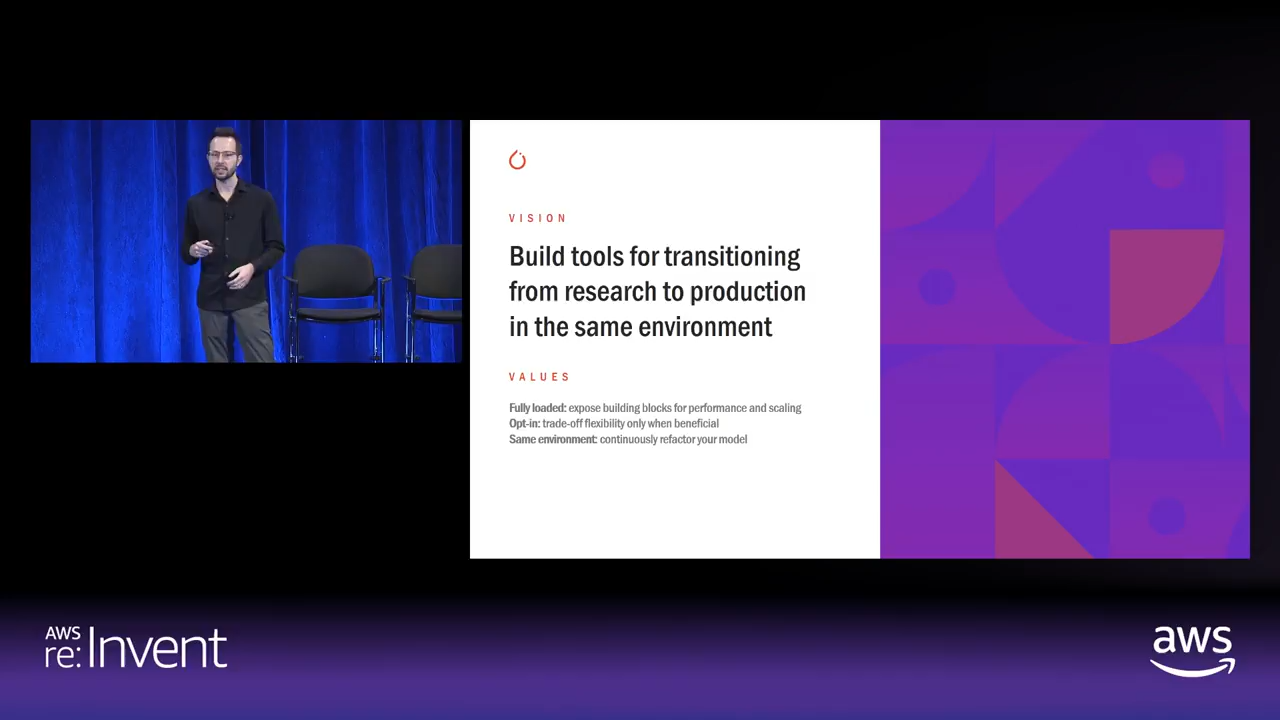 VISION
Build tools for transitioning
from research to production
in the same environment
VALUES
Fully loaded: expose building blocks for performance and scaling
Opt-in: trade-off flexibility only when beneficial
Same environment: continuously refactor your model
AWS
re:Invent
aws